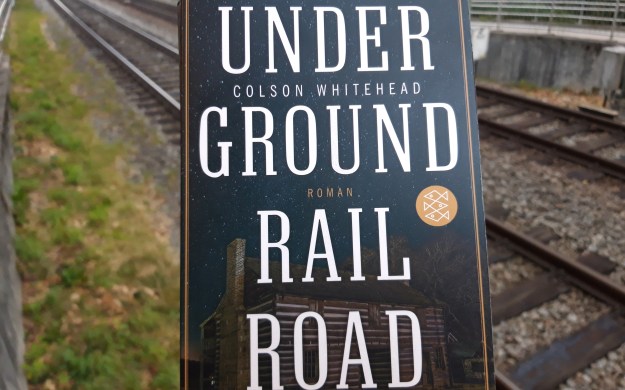 UNDER
COLSON WHITEHEAD
GROUND
ROMAN
RAIL
ROAD